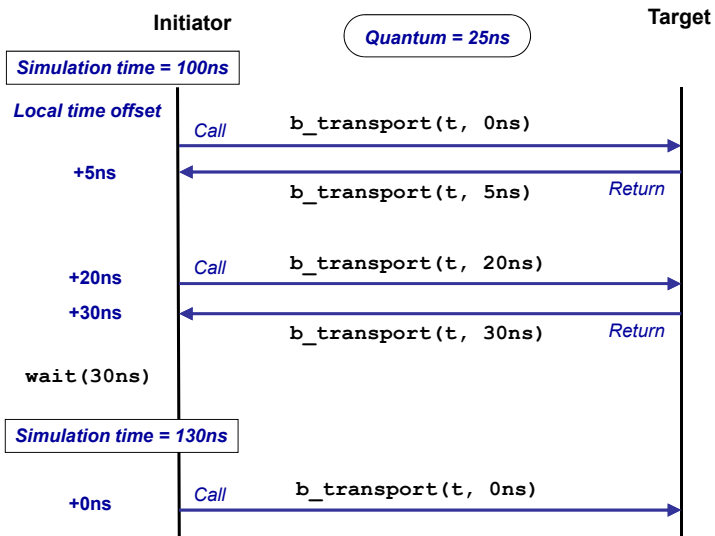 Initiator
Quantum = 25ns
Target
Simulation time = 100ns
Local time offset
Call
b_transport(t, 0ns)
+5ns
b_transport(t, 5ns)
Return
+20ns
Call
b_transport(t, 20ns)
+30ns
b_transport(t, 30ns)
Return
wait(30ns)
Simulation time = 130ns
+0ns
Call
b_transport(t, 0ns)